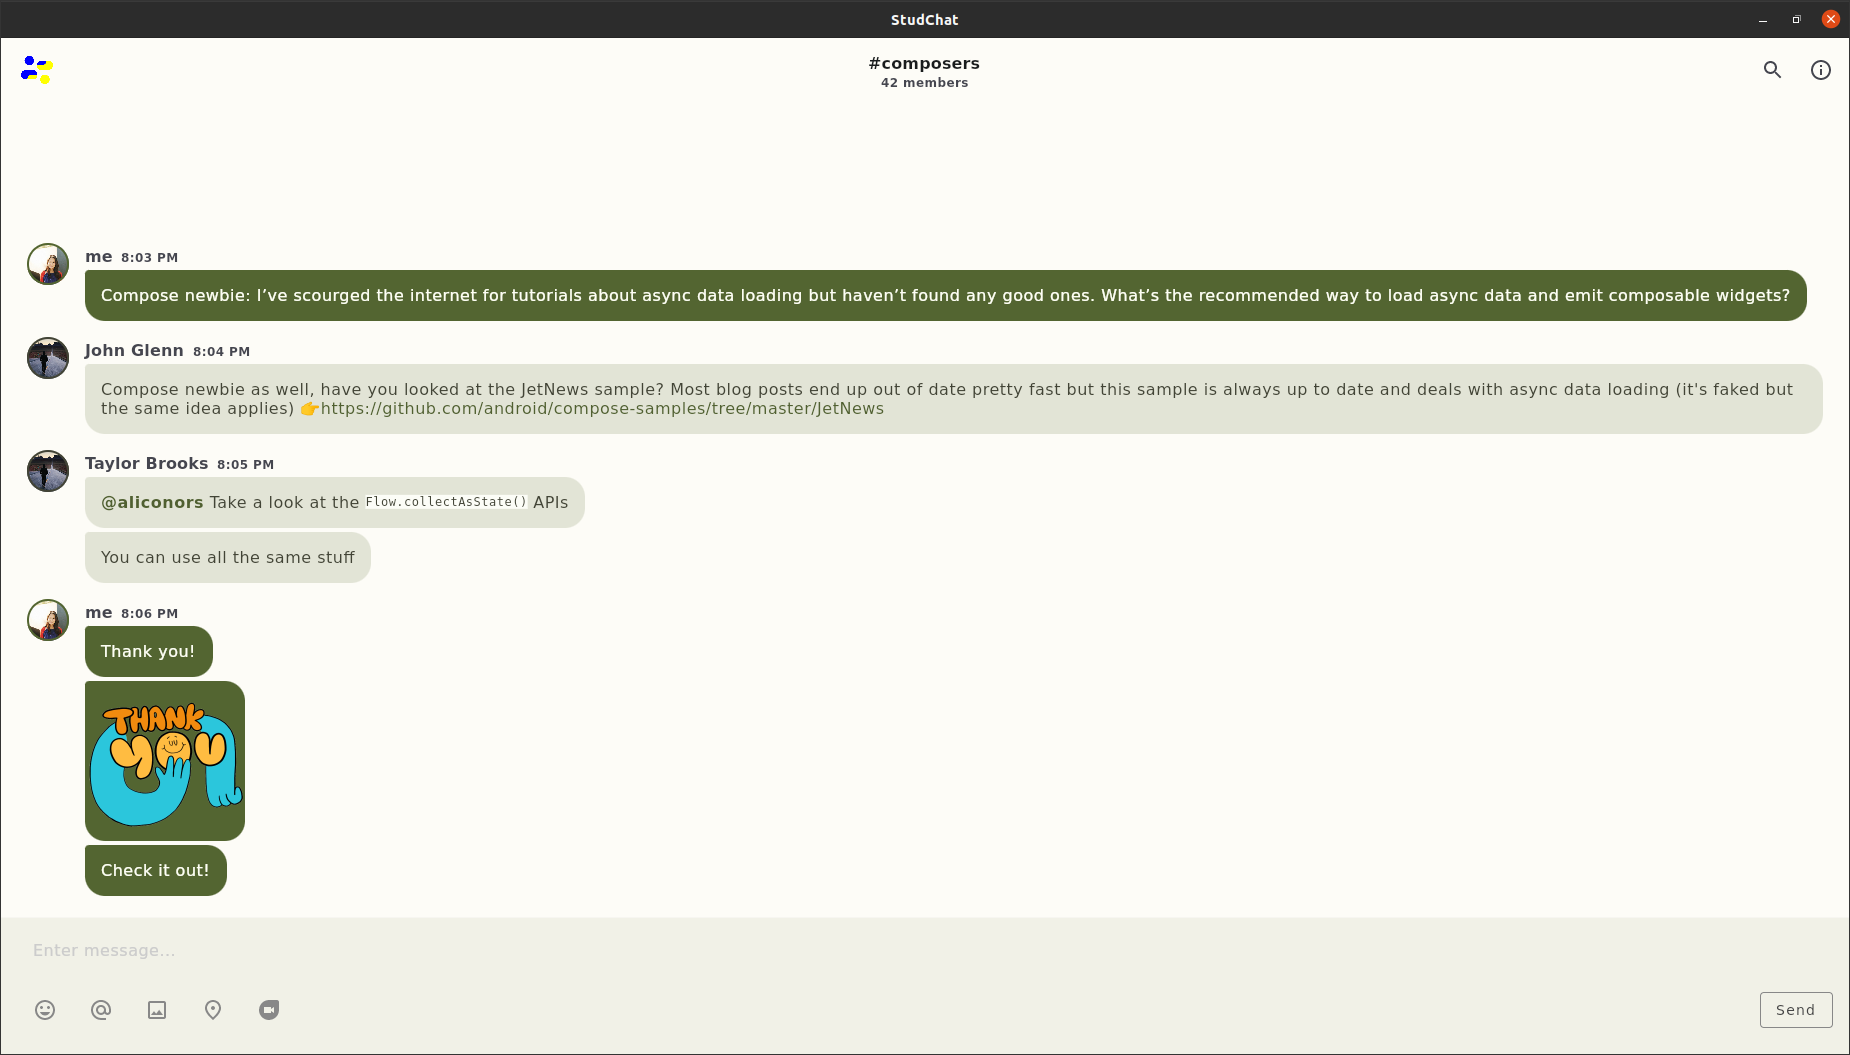 StudChat
#composers
42 members
me 8:03 PM
Compose newbie: I’ve scourged the internet for tutorials about async data loading but haven’t found any good ones. What’s the recommended way to load async data and emit composable widgets?
John Glenn 8:04 PM
Compose newbie as well, have you looked at the JetNews sample? Most blog posts end up out of date pretty fast but this sample is always up to date and deals with async data loading (it's faked but
the same idea applies) 👉https://github.com/android/compose-samples/tree/master/JetNews
Taylor Brooks 8:05 PM
@aliconors Take a look at the Flow.collectAsState() APIs
You can use all the same stuff
me 8:06 PM
Thank you!
THANK
YOU
Check it out!
Enter message...
Send